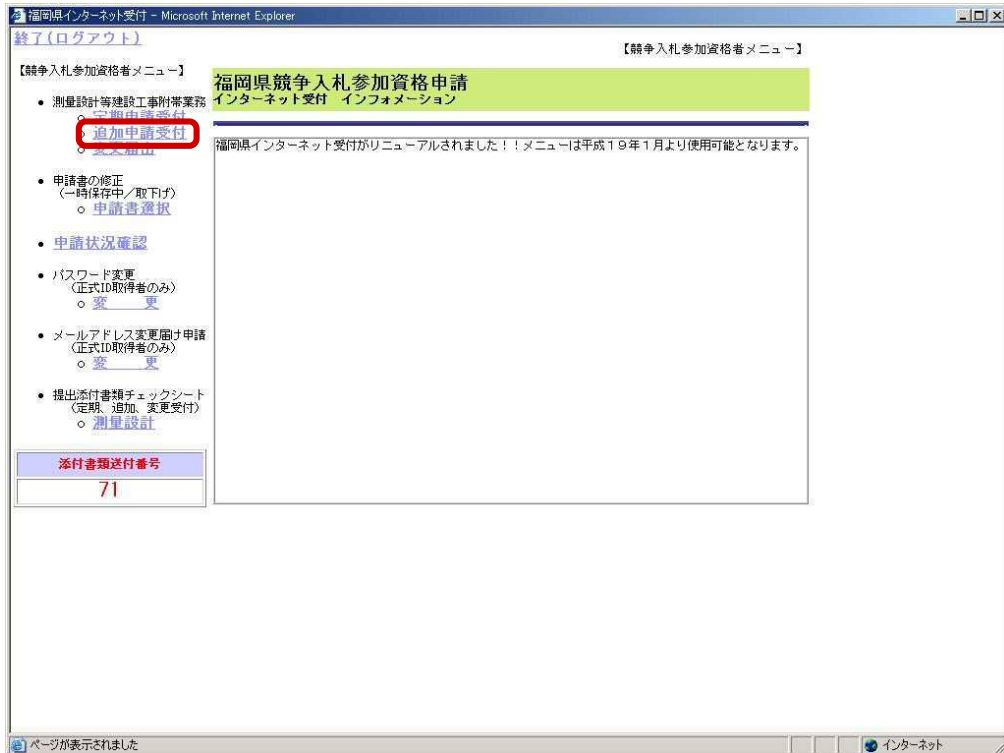 福岡県インターネット受付 - Microsoft Internet Explorer
終了(ログアウト)
【競争入札参加資格者メニュー】
【競争入札参加資格者メニュー】
• 測量設計等建設工事附帯業務
○ 定期申請受付
○ 追加申請受付
○ 変更届出
• 申請書の修正
(一時保存中/取下げ)
○ 申請書選択
• 申請状況確認
• パスワード変更
(正式ID取得者のみ)
○ 変　　更
• メールアドレス変更届け申請
(正式ID取得者のみ)
○ 変　　更
• 提出添付書類チェックシート
(定期、追加、変更受付)
○ 測量設計
添付書類送付番号
71
福岡県競争入札参加資格申請
インターネット受付　インフォメーション
福岡県インターネット受付がリニューアルされました!!メニューは平成19年1月より使用可能となります。
ページが表示されました
インターネット